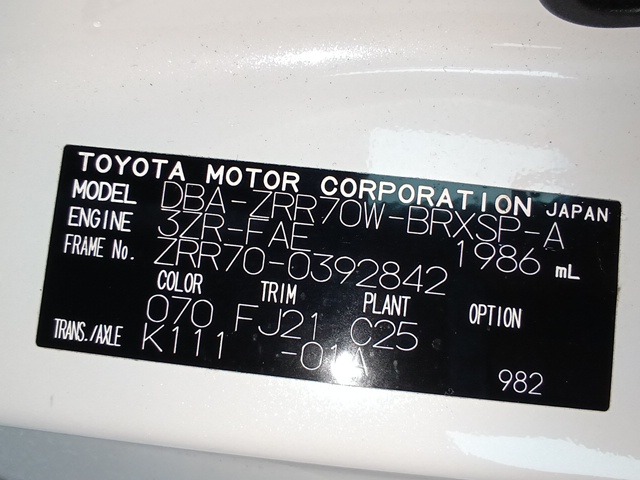 TOYOTA MOTOR CORPORATION JAPAN
MODEL DBA-ZRR70W-BRXSP-A
ENGINE 3ZR-FAE 1986 mL
FRAME No. ZRR70-0392842
COLOR TRIM PLANT OPTION
070 FJ21 C25
TRANS./AXLE K111 -01A
982